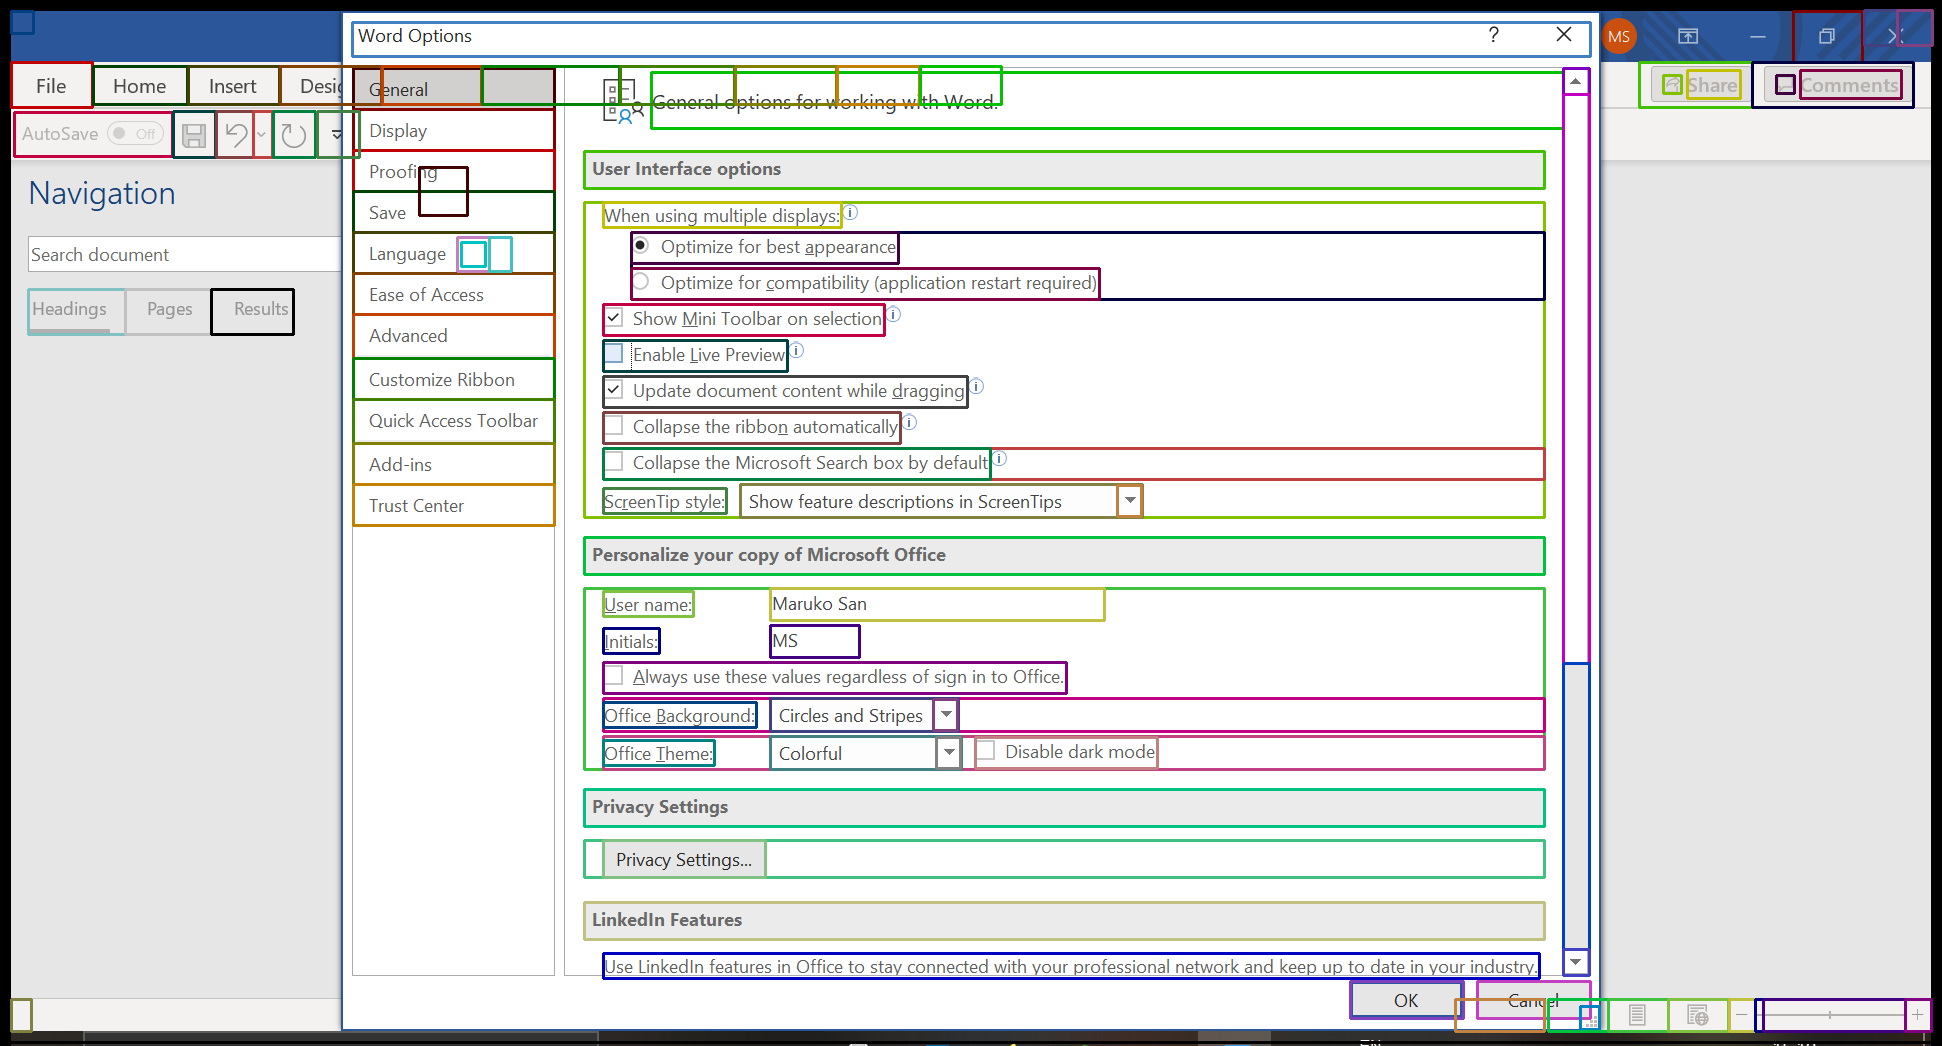 Word Options
?
MS
File
Home
Insert
General
General options for working with Word.
Share
Comments
AutoSave
Off
Display
Proofing
User Interface options
Navigation
Save
When using multiple displays:
Search document
Language
Optimize for best appearance
Headings
Pages
Results
Ease of Access
Optimize for compatibility (application restart required)
Advanced
Show Mini Toolbar on selection
Enable Live Preview
Customize Ribbon
Update document content while dragging
Quick Access Toolbar
Collapse the ribbon automatically
Add-ins
Collapse the Microsoft Search box by default
Trust Center
ScreenTip style:
Show feature descriptions in ScreenTips
Personalize your copy of Microsoft Office
User name:
Maruko San
Initials:
MS
Always use these values regardless of sign in to Office.
Office Background:
Circles and Stripes
Office Theme:
Colorful
Disable dark mode
Privacy Settings
Privacy Settings...
LinkedIn Features
Use LinkedIn features in Office to stay connected with your professional network and keep up to date in your industry.
OK
Cancel